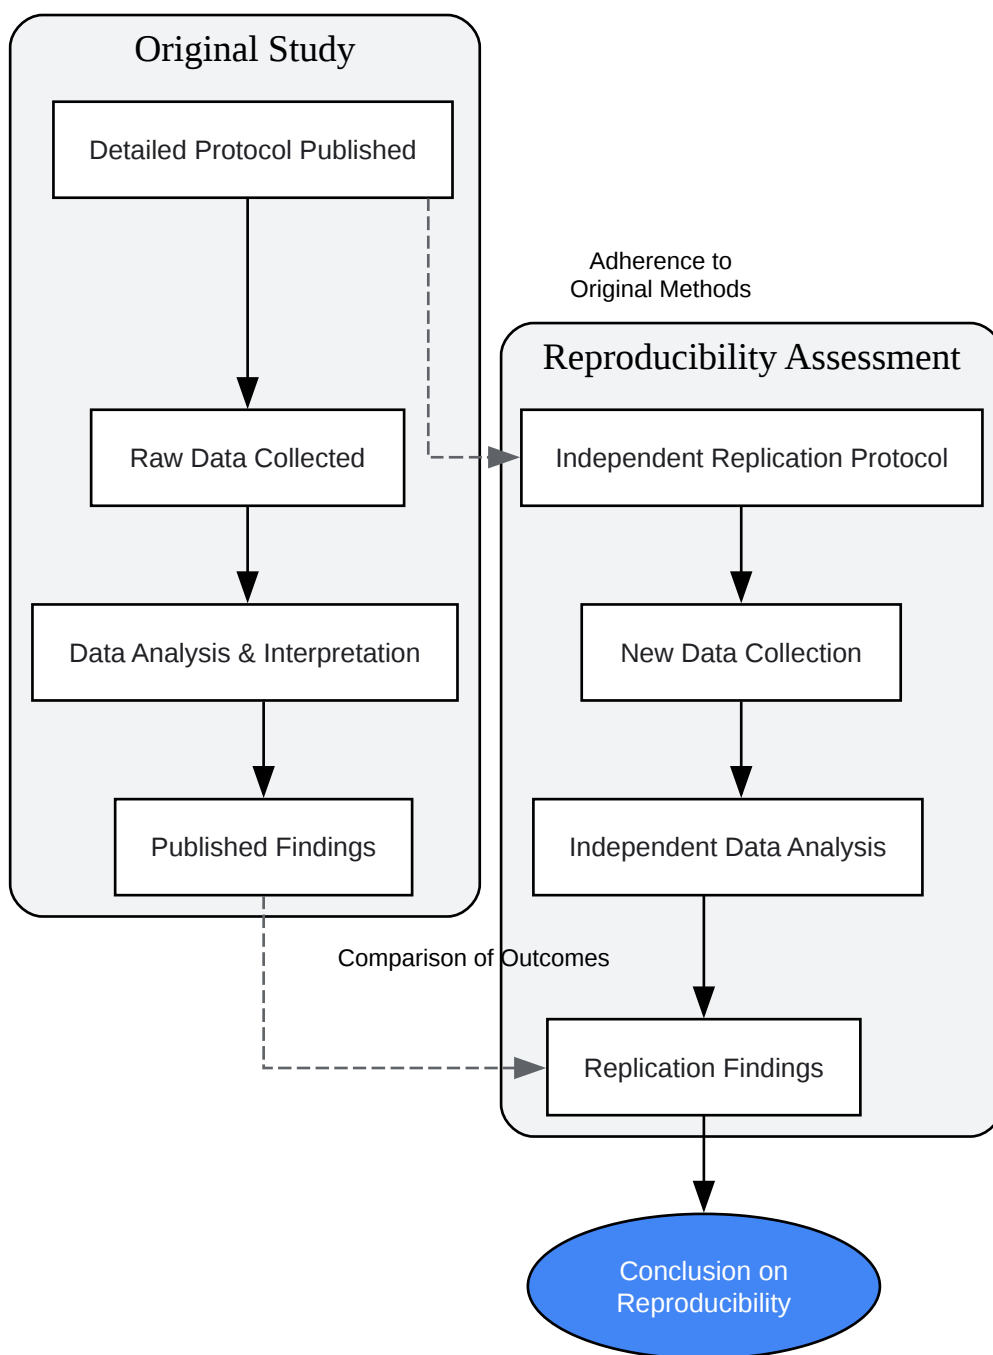 Original Study
Detailed Protocol Published
Adherence to
Original Methods
Reproducibility Assessment
Raw Data Collected
Independent Replication Protocol
Data Analysis & Interpretation
New Data Collection
Published Findings
Independent Data Analysis
Comparison of Outcomes
Replication Findings
Conclusion on
Reproducibility